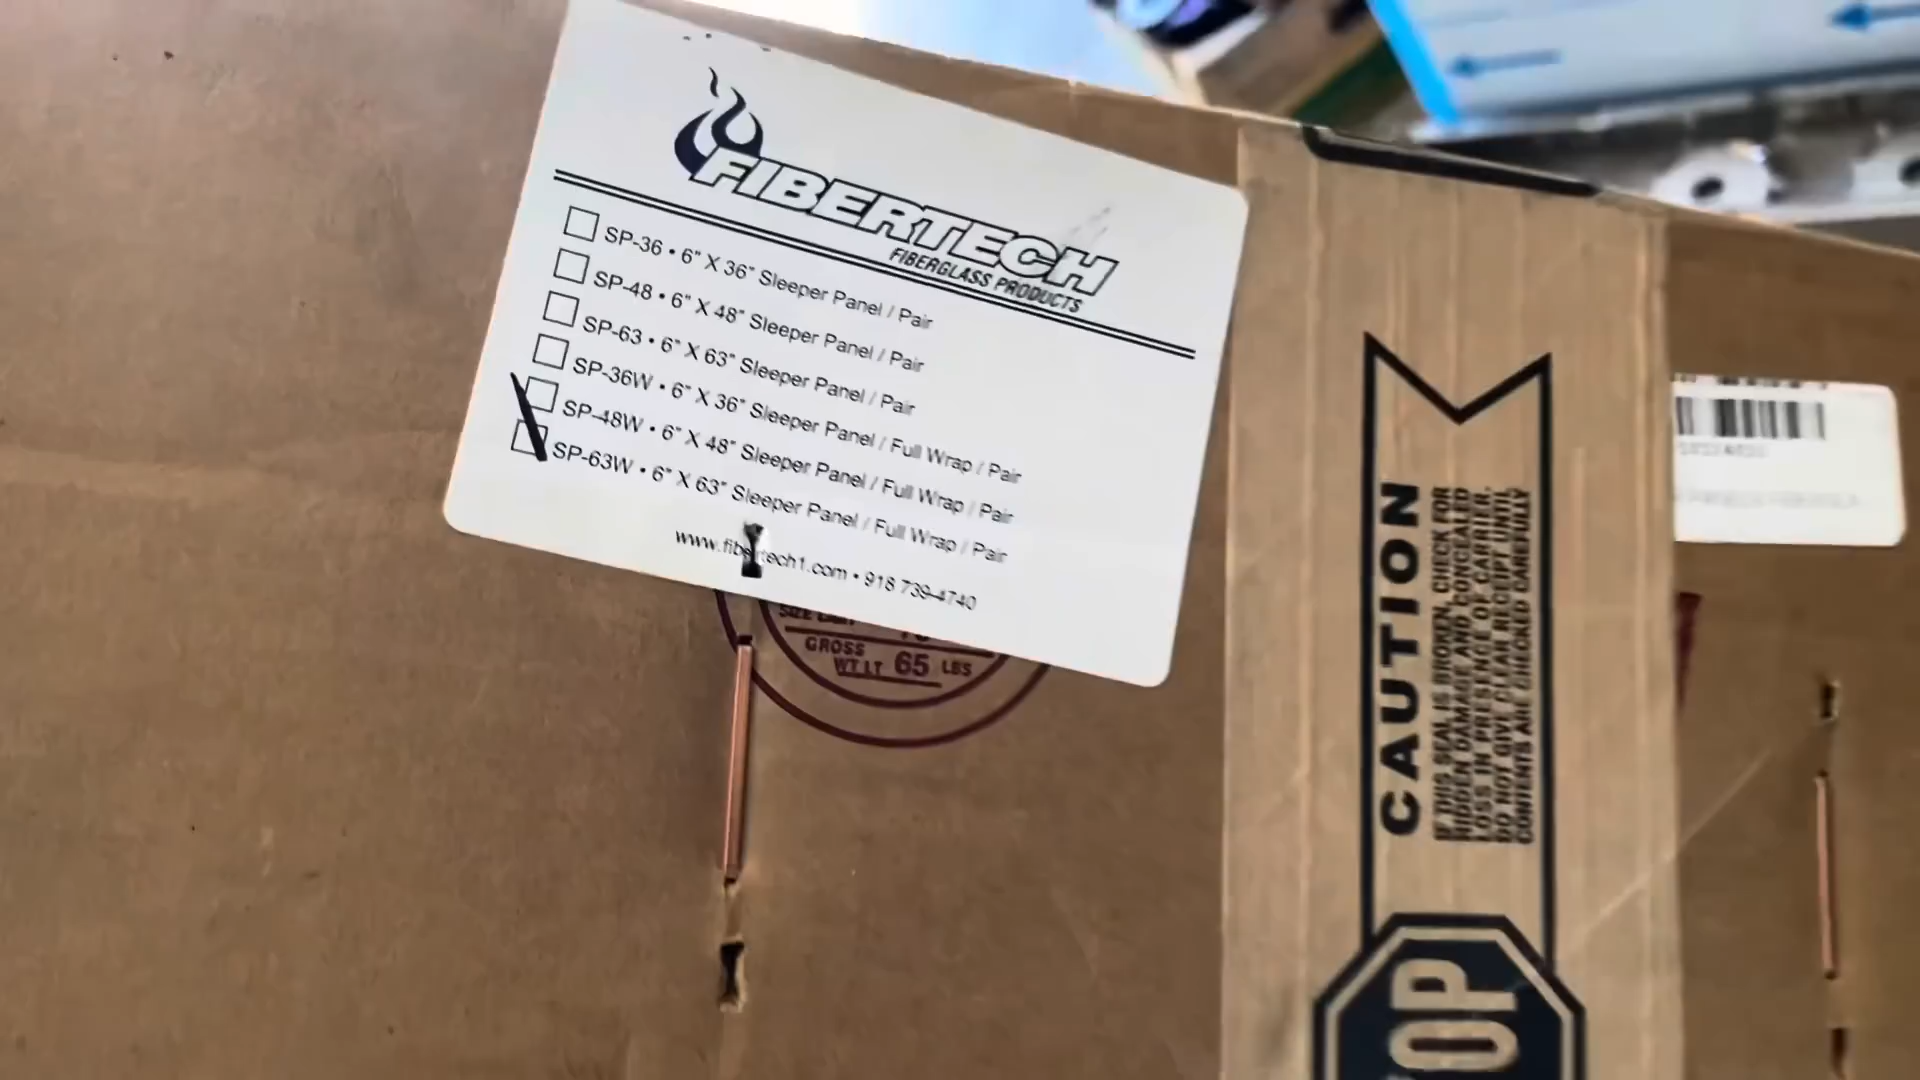 FIBERTECH
FIBERGLASS PRODUCTS
SP-36 • 6" X 36" Sleeper Panel / Pair
SP-48 • 6" X 48" Sleeper Panel / Pair
SP-63 • 6" X 63" Sleeper Panel / Pair
SP-36W • 6" X 36" Sleeper Panel / Full Wrap / Pair
SP-48W • 6" X 48" Sleeper Panel / Full Wrap / Pair
SP-63W • 6" X 63" Sleeper Panel / Full Wrap / Pair
www.fibertech1.com • 918 739-4740
GROSS
WT LT 65 LBS
CAUTION
IF THIS SEAL IS BROKEN, CHECK FOR
HIDDEN DAMAGE AND CONCEALED
LOSS IN PRESENCE OF CARRIER.
DO NOT GIVE CLEAR RECEIPT UNTIL
CONTENTS ARE CHECKED CAREFULLY